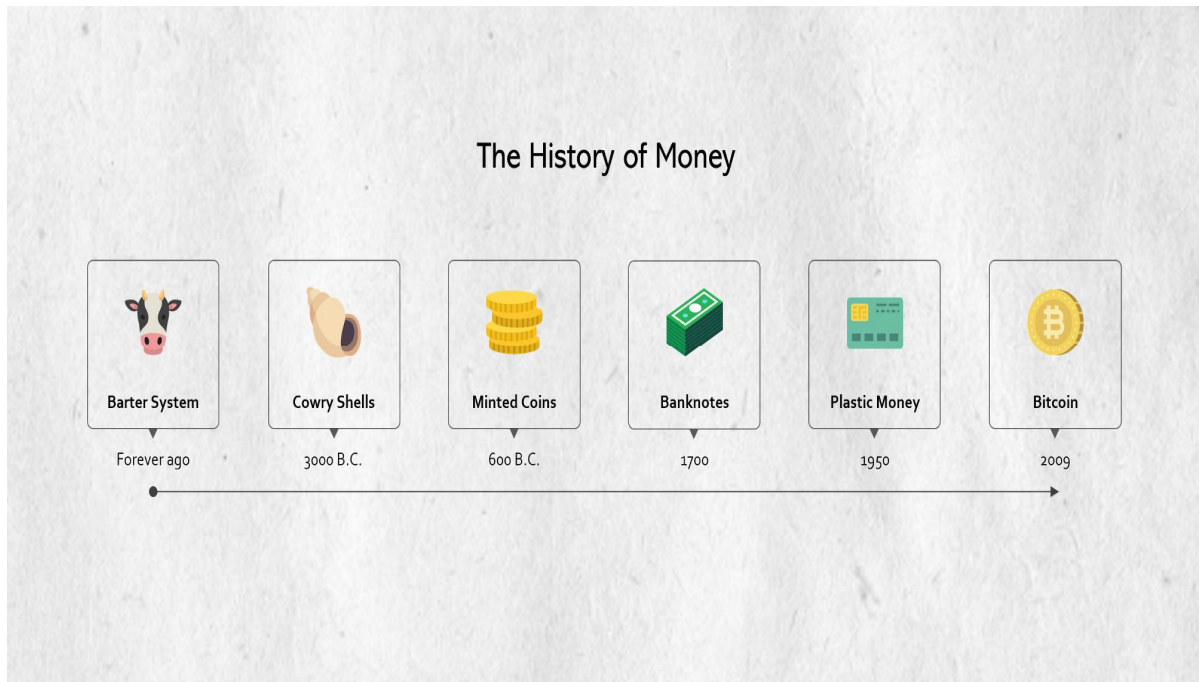 The History of Money
Barter System
Cowry Shells
Minted Coins
Banknotes
Plastic Money
Bitcoin
Forever ago
3000 B.C.
600 B.C.
1700
1950
2009